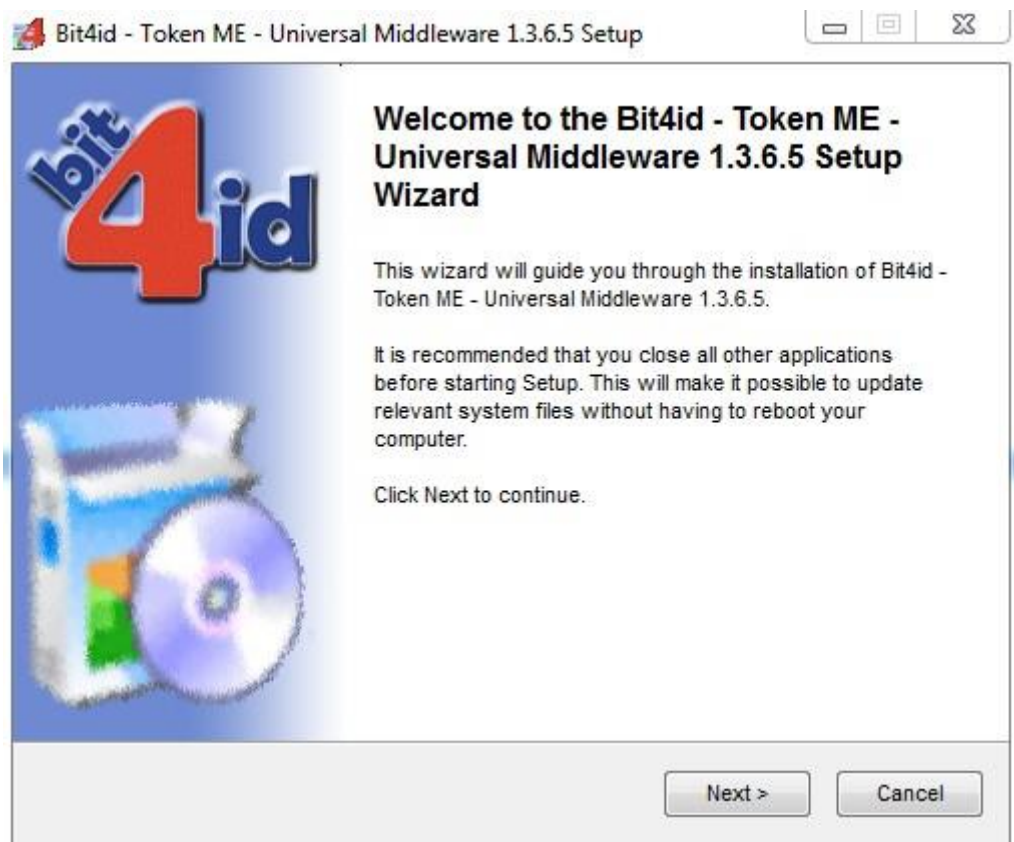 Bit4id - Token ME - Universal Middleware 1.3.6.5 Setup
bit
4
id
Welcome to the Bit4id - Token ME -
Universal Middleware 1.3.6.5 Setup
Wizard
This wizard will guide you through the installation of Bit4id -
Token ME - Universal Middleware 1.3.6.5.
It is recommended that you close all other applications
before starting Setup. This will make it possible to update
relevant system files without having to reboot your
computer.
Click Next to continue.
Next >
Cancel